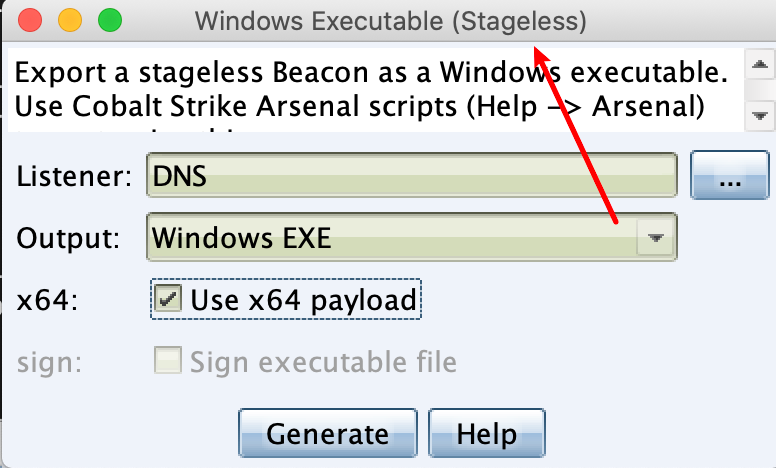 Windows Executable (Stageless)
Export a stageless Beacon as a Windows executable.
Use Cobalt Strike Arsenal scripts (Help -> Arsenal)
Listener: DNS ...
Output: Windows EXE
x64: Use x64 payload
sign: Sign executable file
Generate Help